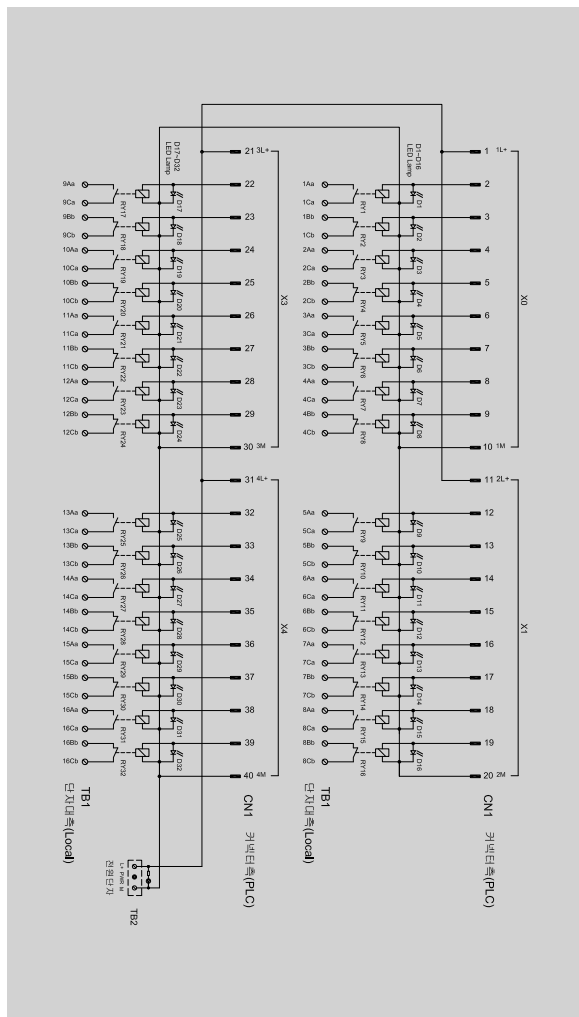 D17~D32
LED Lamp
21 3L+
9Aa
9Ca
RY17
D17
22
9Bb
9Cb
RY18
D18
23
10Aa
10Ca
RY19
D19
24
10Bb
10Cb
RY20
D20
25
11Aa
11Ca
RY21
D21
26
11Bb
11Cb
RY22
D22
27
12Aa
12Ca
RY23
D23
28
12Bb
12Cb
RY24
D24
29
30 3M
X3
31 4L+
13Aa
13Ca
RY25
D25
32
13Bb
13Cb
RY26
D26
33
14Aa
14Ca
RY27
D27
34
14Bb
14Cb
RY28
D28
35
15Aa
15Ca
RY29
D29
36
15Bb
15Cb
RY30
D30
37
16Aa
16Ca
RY31
D31
38
16Bb
16Cb
RY32
D32
39
40 4M
X4
TB1
단자대측(Local)
CN1 커넥터측(PLC)
L+ PWR M
전원단자
TB2
D1~D16
LED Lamp
1 1L+
1Aa
1Ca
RY1
D1
2
1Bb
1Cb
RY2
D2
3
2Aa
2Ca
RY3
D3
4
2Bb
2Cb
RY4
D4
5
3Aa
3Ca
RY5
D5
6
3Bb
3Cb
RY6
D6
7
4Aa
4Ca
RY7
D7
8
4Bb
4Cb
RY8
D8
9
10 1M
X0
11 2L+
5Aa
5Ca
RY9
D9
12
5Bb
5Cb
RY10
D10
13
6Aa
6Ca
RY11
D11
14
6Bb
6Cb
RY12
D12
15
7Aa
7Ca
RY13
D13
16
7Bb
7Cb
RY14
D14
17
8Aa
8Ca
RY15
D15
18
8Bb
8Cb
RY16
D16
19
20 2M
X1
TB1
단자대측(Local)
CN1 커넥터측(PLC)